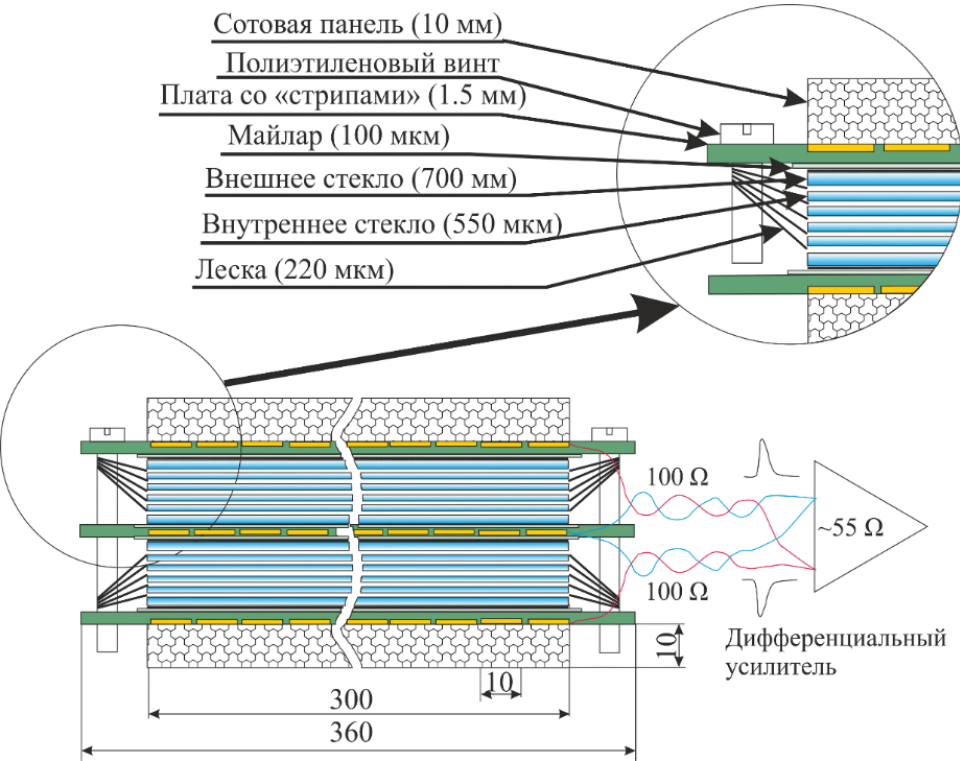 Сотовая панель (10 мм)
Полиэтиленовый винт
Плата со «стрипами» (1.5 мм)
Майлар (100 мкм)
Внешнее стекло (700 мм)
Внутреннее стекло (550 мкм)
Леска (220 мкм)
100 Ω
~55 Ω
100 Ω
Дифференциальный
усилитель
10
10
300
360